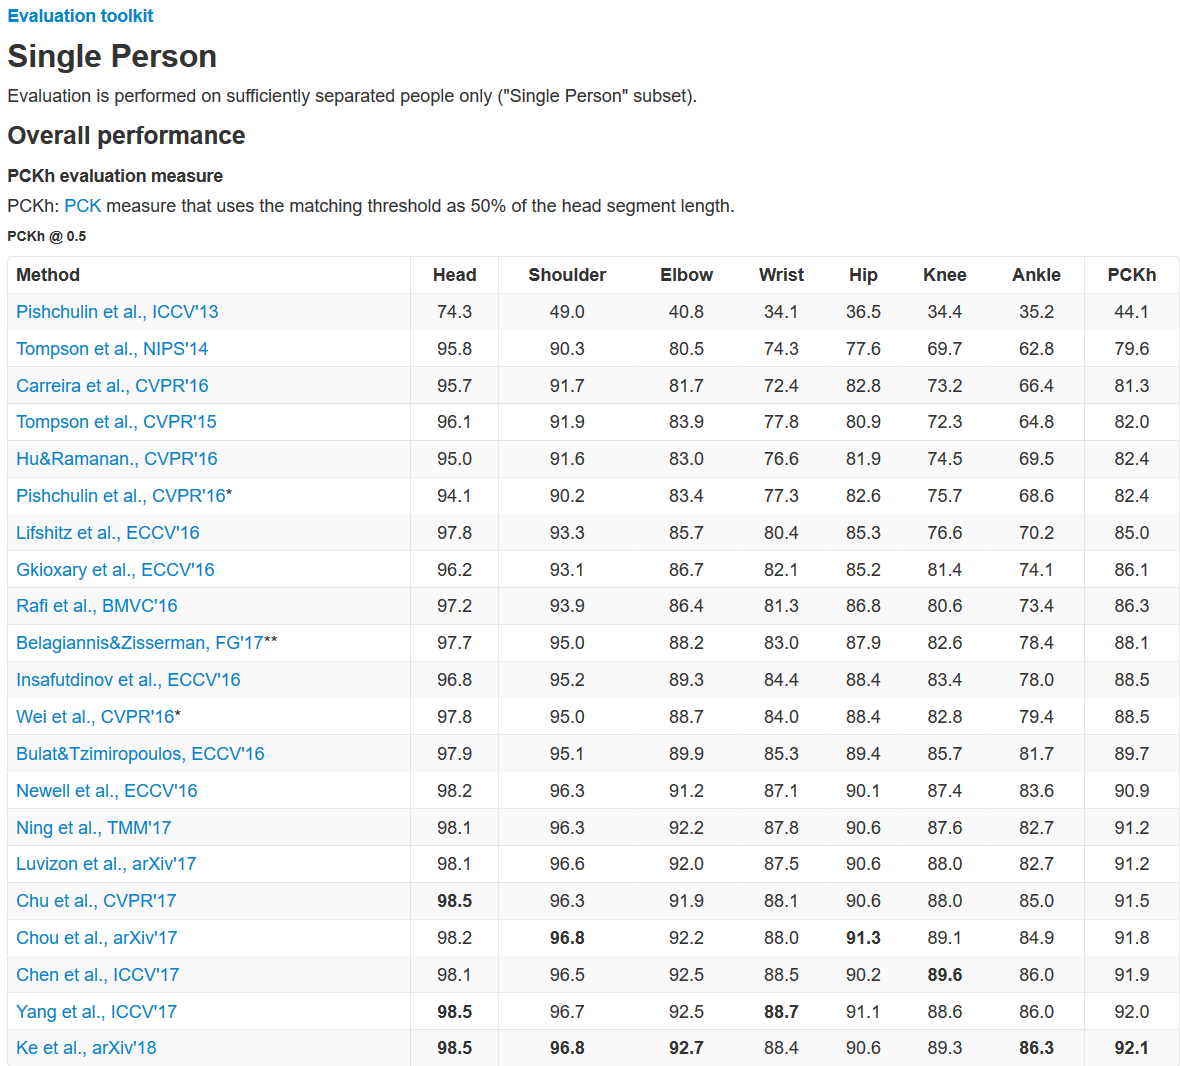 Evaluation toolkit
Single Person
Evaluation is performed on sufficiently separated people only ("Single Person" subset).
Overall performance
PCKh evaluation measure
PCKh: PCK measure that uses the matching threshold as 50% of the head segment length.
PCKh @ 0.5
Method Head Shoulder Elbow Wrist Hip Knee Ankle PCKh
Pishchulin et al., ICCV'13 74.3 49.0 40.8 34.1 36.5 34.4 35.2 44.1
Tompson et al., NIPS'14 95.8 90.3 80.5 74.3 77.6 69.7 62.8 79.6
Carreira et al., CVPR'16 95.7 91.7 81.7 72.4 82.8 73.2 66.4 81.3
Tompson et al., CVPR'15 96.1 91.9 83.9 77.8 80.9 72.3 64.8 82.0
Hu&Ramanan., CVPR'16 95.0 91.6 83.0 76.6 81.9 74.5 69.5 82.4
Pishchulin et al., CVPR'16* 94.1 90.2 83.4 77.3 82.6 75.7 68.6 82.4
Lifshitz et al., ECCV'16 97.8 93.3 85.7 80.4 85.3 76.6 70.2 85.0
Gkioxary et al., ECCV'16 96.2 93.1 86.7 82.1 85.2 81.4 74.1 86.1
Rafi et al., BMVC'16 97.2 93.9 86.4 81.3 86.8 80.6 73.4 86.3
Belagiannis&Zisserman, FG'17** 97.7 95.0 88.2 83.0 87.9 82.6 78.4 88.1
Insafutdinov et al., ECCV'16 96.8 95.2 89.3 84.4 88.4 83.4 78.0 88.5
Wei et al., CVPR'16* 97.8 95.0 88.7 84.0 88.4 82.8 79.4 88.5
Bulat&Tzimiropoulos, ECCV'16 97.9 95.1 89.9 85.3 89.4 85.7 81.7 89.7
Newell et al., ECCV'16 98.2 96.3 91.2 87.1 90.1 87.4 83.6 90.9
Ning et al., TMM'17 98.1 96.3 92.2 87.8 90.6 87.6 82.7 91.2
Luvizon et al., arXiv'17 98.1 96.6 92.0 87.5 90.6 88.0 82.7 91.2
Chu et al., CVPR'17 98.5 96.3 91.9 88.1 90.6 88.0 85.0 91.5
Chou et al., arXiv'17 98.2 96.8 92.2 88.0 91.3 89.1 84.9 91.8
Chen et al., ICCV'17 98.1 96.5 92.5 88.5 90.2 89.6 86.0 91.9
Yang et al., ICCV'17 98.5 96.7 92.5 88.7 91.1 88.6 86.0 92.0
Ke et al., arXiv'18 98.5 96.8 92.7 88.4 90.6 89.3 86.3 92.1